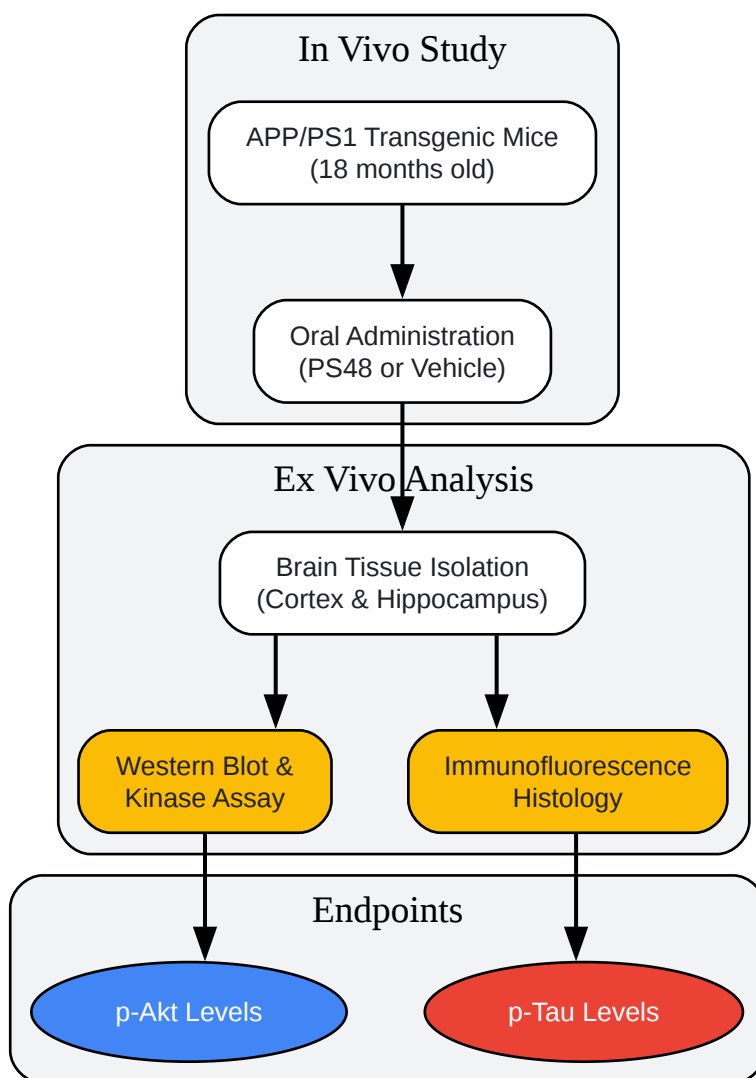 In Vivo Study
APP/PS1 Transgenic Mice
(18 months old)
Oral Administration
(PS48 or Vehicle)
Ex Vivo Analysis
Brain Tissue Isolation
(Cortex & Hippocampus)
Western Blot &
Kinase Assay
Immunofluorescence
Histology
Endpoints
p-Akt Levels
p-Tau Levels